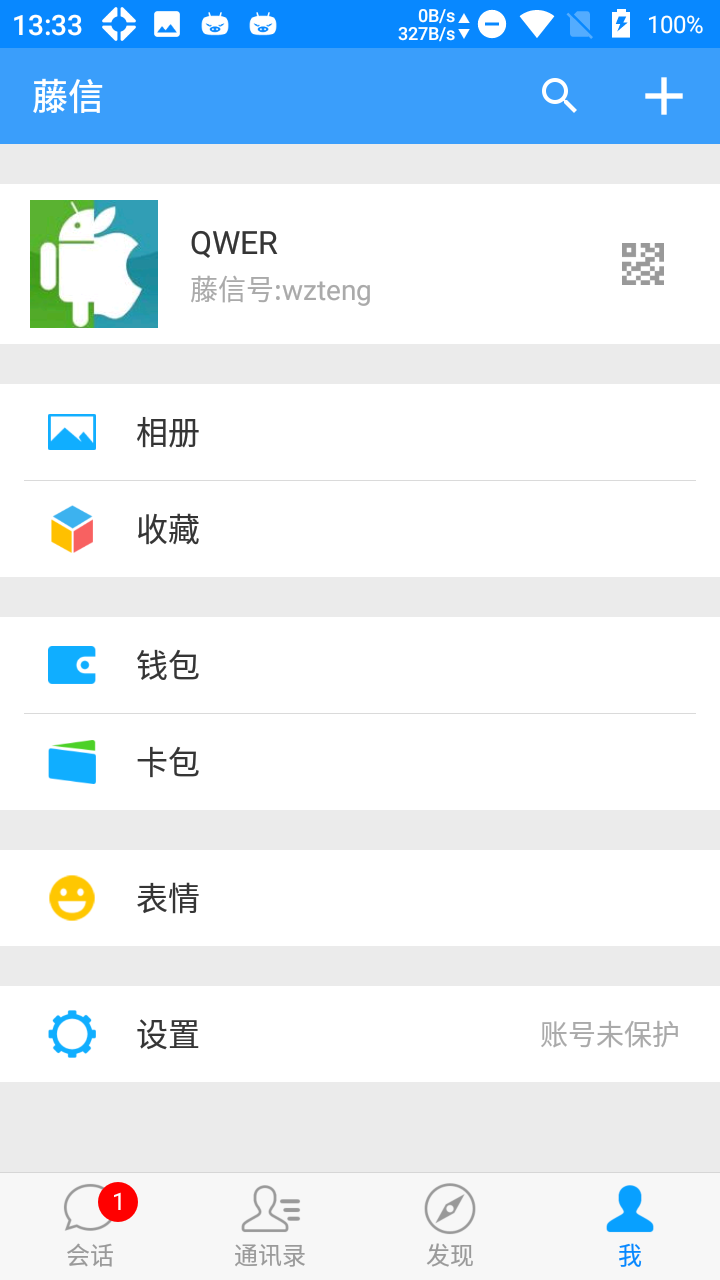 13:33
0B/s
327B/s
100%
藤信
QWER
藤信号:wzteng
相册
收藏
钱包
卡包
表情
设置
账号未保护
1
会话
通讯录
发现
我